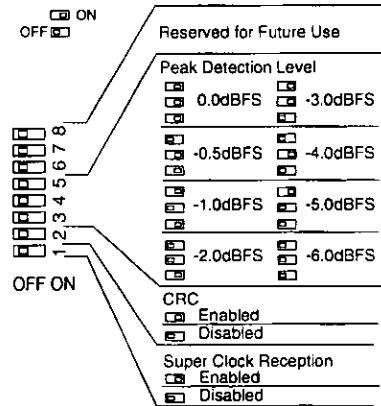 ON
OFF
Reserved for Future Use
Peak Detection Level
0.0dBFS -3.0dBFS
-0.5dBFS -4.0dBFS
-1.0dBFS -5.0dBFS
-2.0dBFS -6.0dBFS
8
7
6
5
4
3
2
1
OFF ON
CRC
Enabled
Disabled
Super Clock Reception
Enabled
Disabled